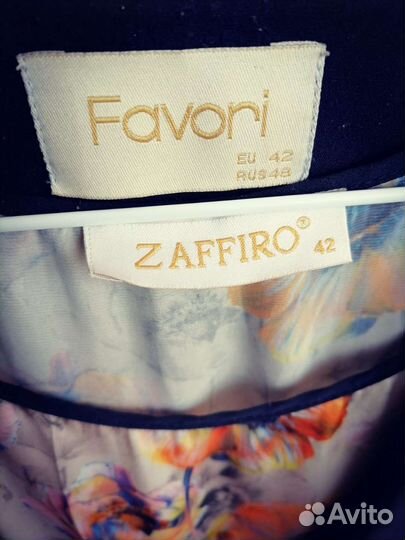 Favori
EU 42
RUS 48
ZAFFIRO® 42
Avito